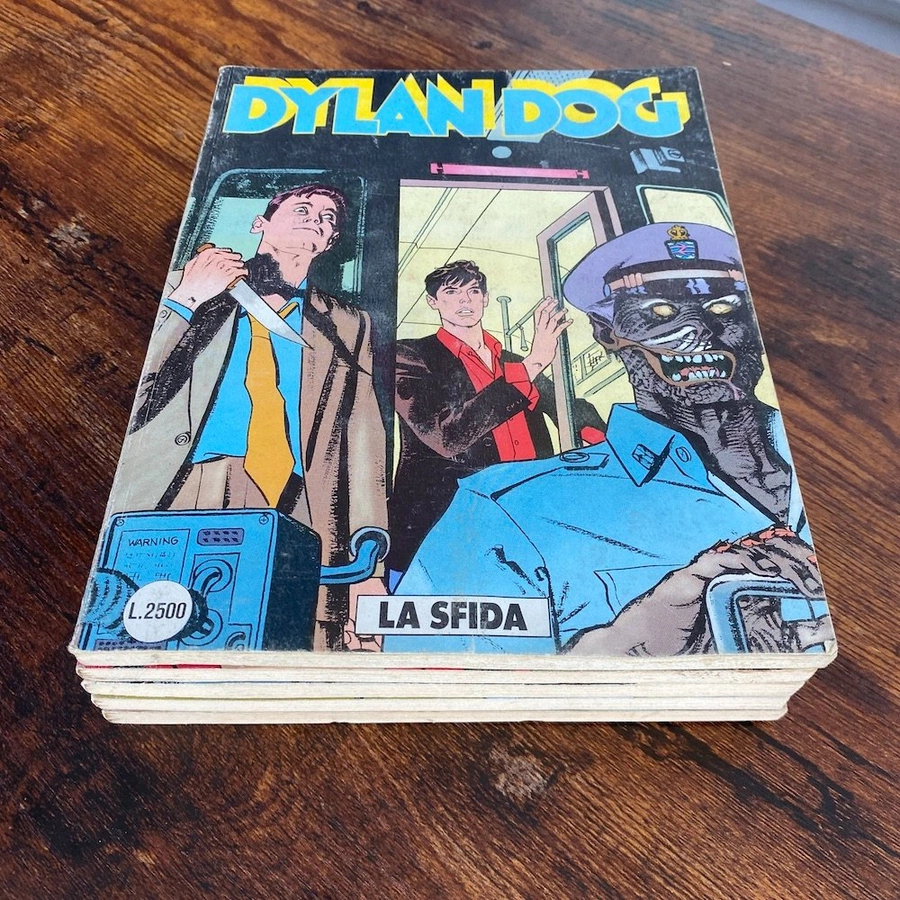 DYLAN DOG
WARNING
L.2500
LA SFIDA